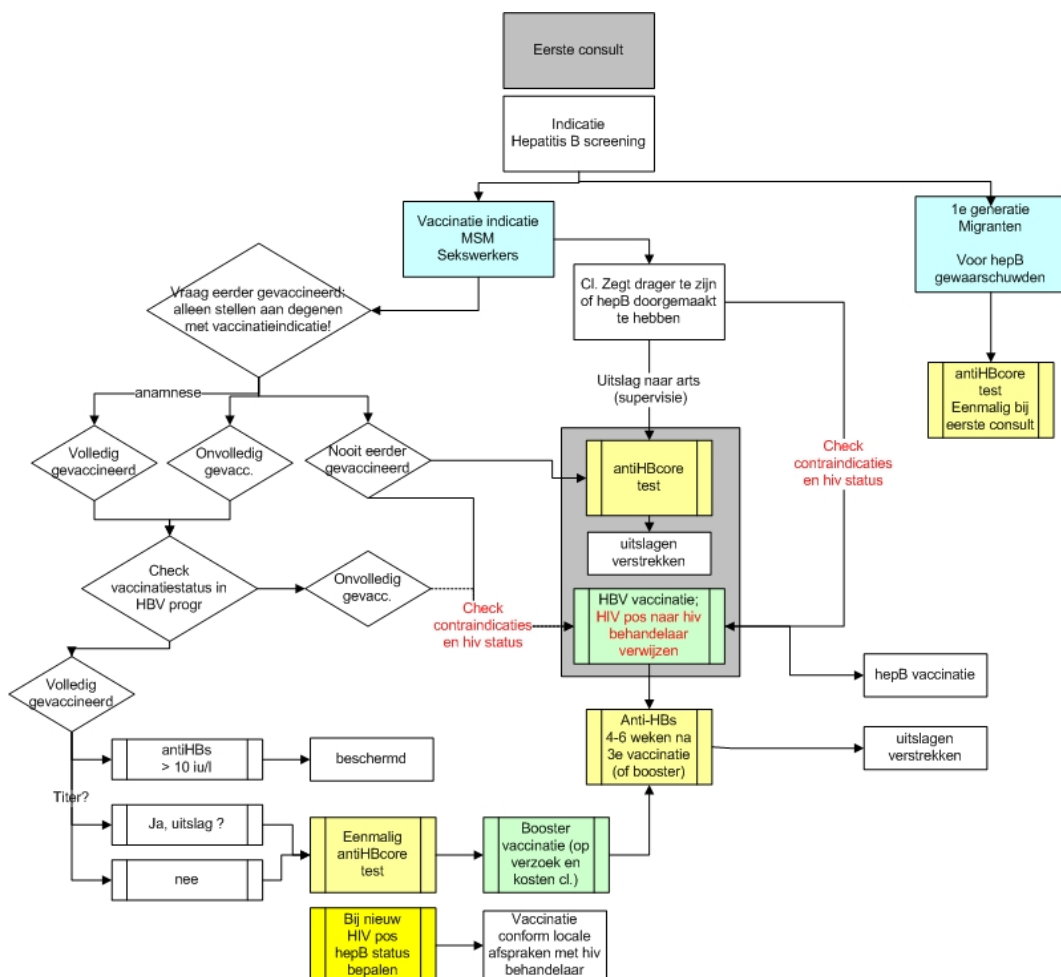 Eerste consult
Indicatie
Hepatitis B screening
Vaccinatie indicatie
MSM
Sekswerkers
1e generatie
Migranten
Voor hepB
gewaarschuwden
Vraag eerder gevaccineerd;
alleen stellen aan degenen
met vaccinatieindicatie!
Cl. Zegt drager te zijn
of hepB doorgemaakt
te hebben
antiHBcore
test
Eenmalig bij
eerste consult
anamnese
Uitslag naar arts
(supervisie)
Volledig
gevaccineerd
Onvolledig
gevacc.
Nooit eerder
gevaccineerd
antiHBcore
test
Check
contraindicaties
en hiv status
uitslagen
verstrekken
Check
vaccinatiestatus in
HBV progr
Onvolledig
gevacc.
Check
contraindicaties
en hiv status
HBV vaccinatie;
HIV pos naar hiv
behandelaar
verwijzen
hepB vaccinatie
Volledig
gevaccineerd
Anti-HBs
4-6 weken na
3e vaccinatie
(of booster)
uitslagen
verstrekken
antiHBs
> 10 iu/l
beschermd
Titer?
Ja, uitslag ?
nee
Eenmalig
antiHBcore
test
Booster
vaccinatie (op
verzoek en
kosten cl.)
Bij nieuw
HIV pos
hepB status
bepalen
Vaccinatie
conform locale
afspraken met hiv
behandelaar